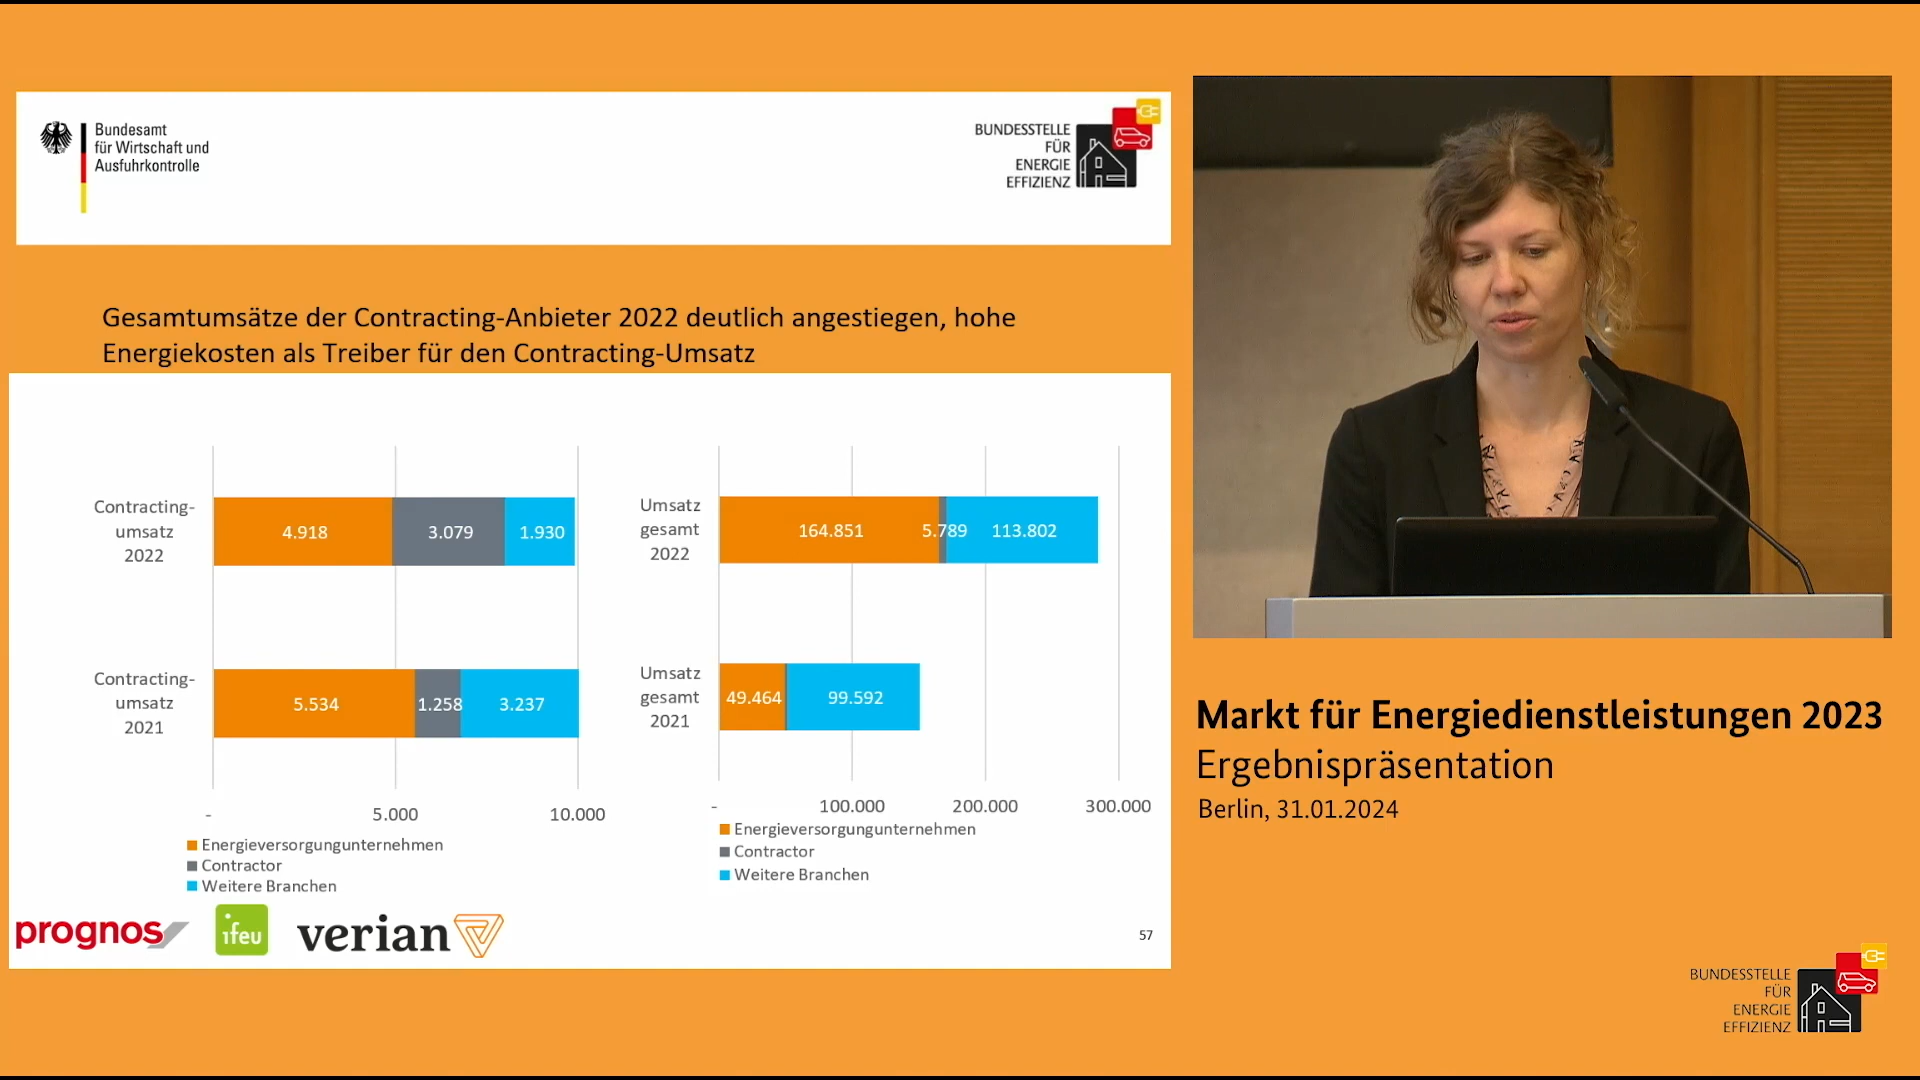 Bundesamt
für Wirtschaft und
Ausfuhrkontrolle
BUNDESSTELLE
FÜR
ENERGIE
EFFIZIENZ
Gesamtumsätze der Contracting-Anbieter 2022 deutlich angestiegen, hohe
Energiekosten als Treiber für den Contracting-Umsatz
Contracting-
umsatz
2022
4.918
3.079
1.930
Contracting-
umsatz
2021
5.534
1.258
3.237
-
5.000
10.000
Energieversorgungunternehmen
Contractor
Weitere Branchen
Umsatz
gesamt
2022
164.851
5.789
113.802
Umsatz
gesamt
2021
49.464
99.592
-
100.000
200.000
300.000
Energieversorgungunternehmen
Contractor
Weitere Branchen
prognos
ifeu
verian
57
Markt für Energiedienstleistungen 2023
Ergebnispräsentation
Berlin, 31.01.2024
BUNDESSTELLE
FÜR
ENERGIE
EFFIZIENZ